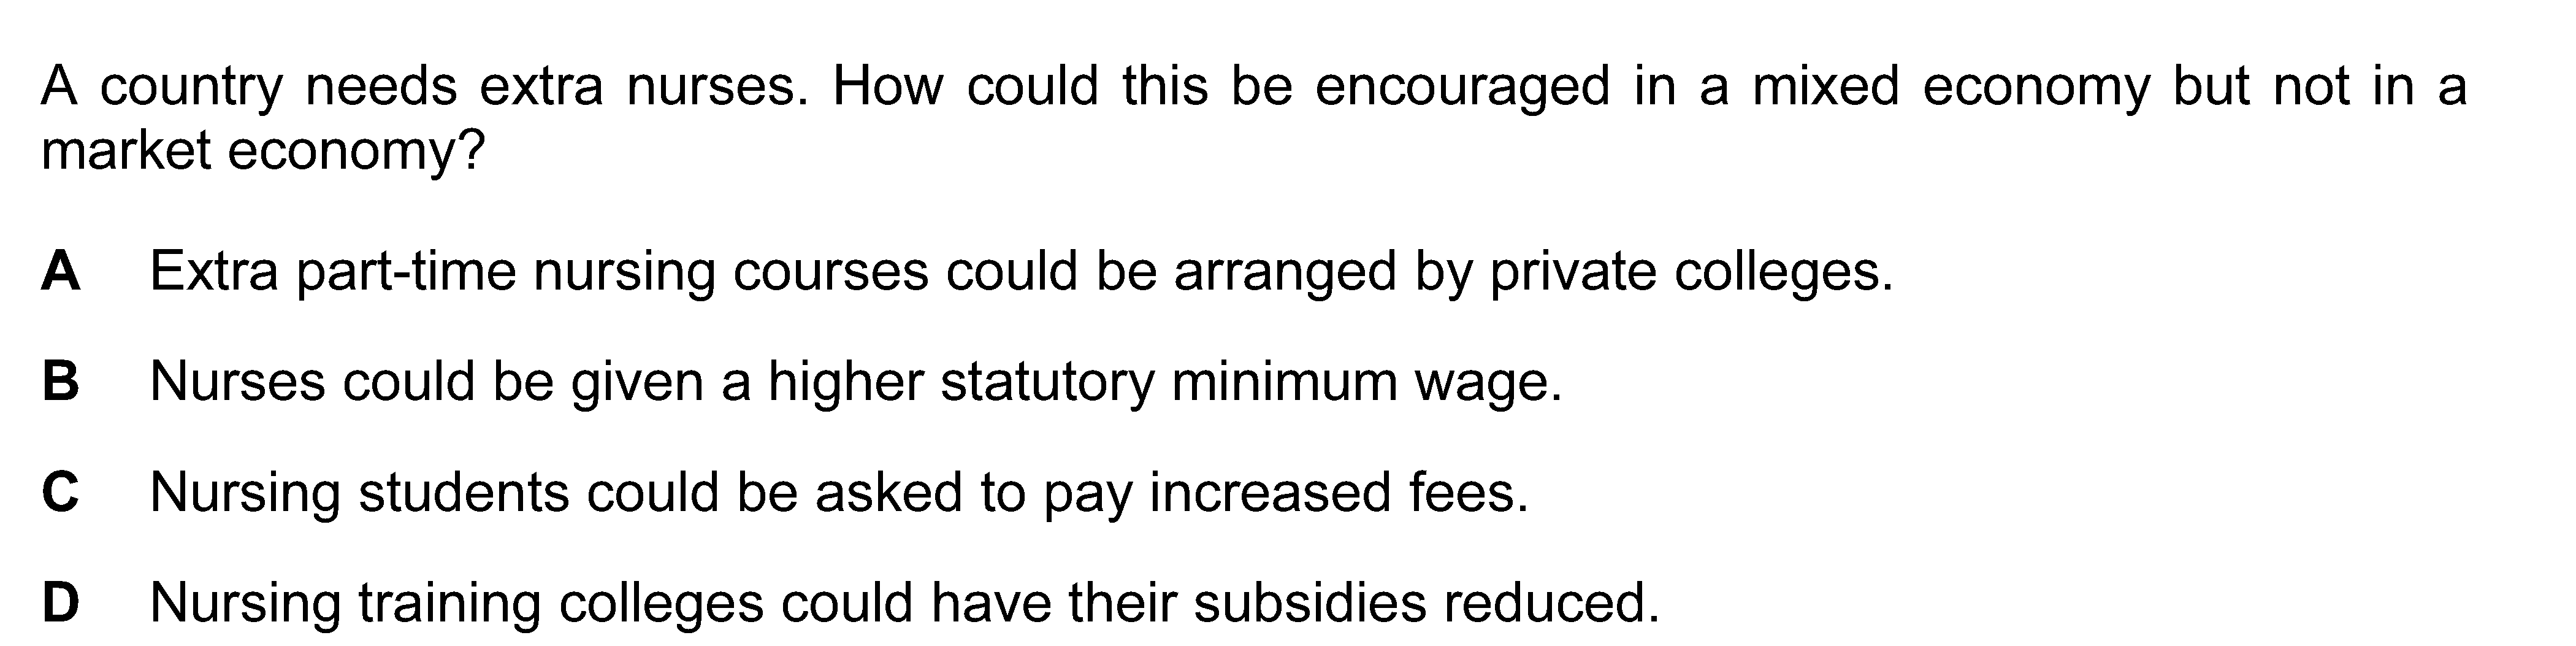 A country needs extra nurses. How could this be encouraged in a mixed economy but not in a
market economy?
A Extra part-time nursing courses could be arranged by private colleges.
B Nurses could be given a higher statutory minimum wage.
C Nursing students could be asked to pay increased fees.
D Nursing training colleges could have their subsidies reduced.